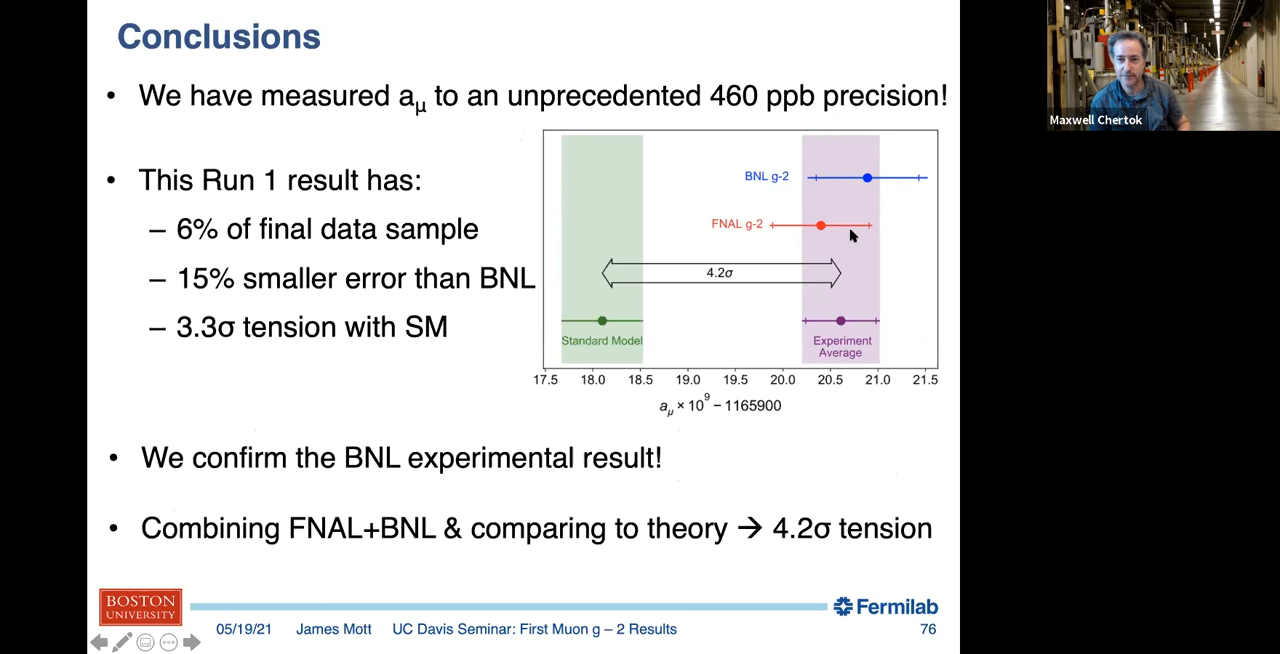 Conclusions
• We have measured aμ to an unprecedented 460 ppb precision!
• This Run 1 result has:
– 6% of final data sample
– 15% smaller error than BNL
– 3.3σ tension with SM
BNL g-2
FNAL g-2
4.2σ
Standard Model
Experiment
Average
17.5 18.0 18.5 19.0 19.5 20.0 20.5 21.0 21.5
aμ × 10⁹ − 1165900
• We confirm the BNL experimental result!
• Combining FNAL+BNL & comparing to theory → 4.2σ tension
BOSTON
UNIVERSITY
Fermilab
05/19/21 James Mott UC Davis Seminar: First Muon g – 2 Results 76
Maxwell Chertok